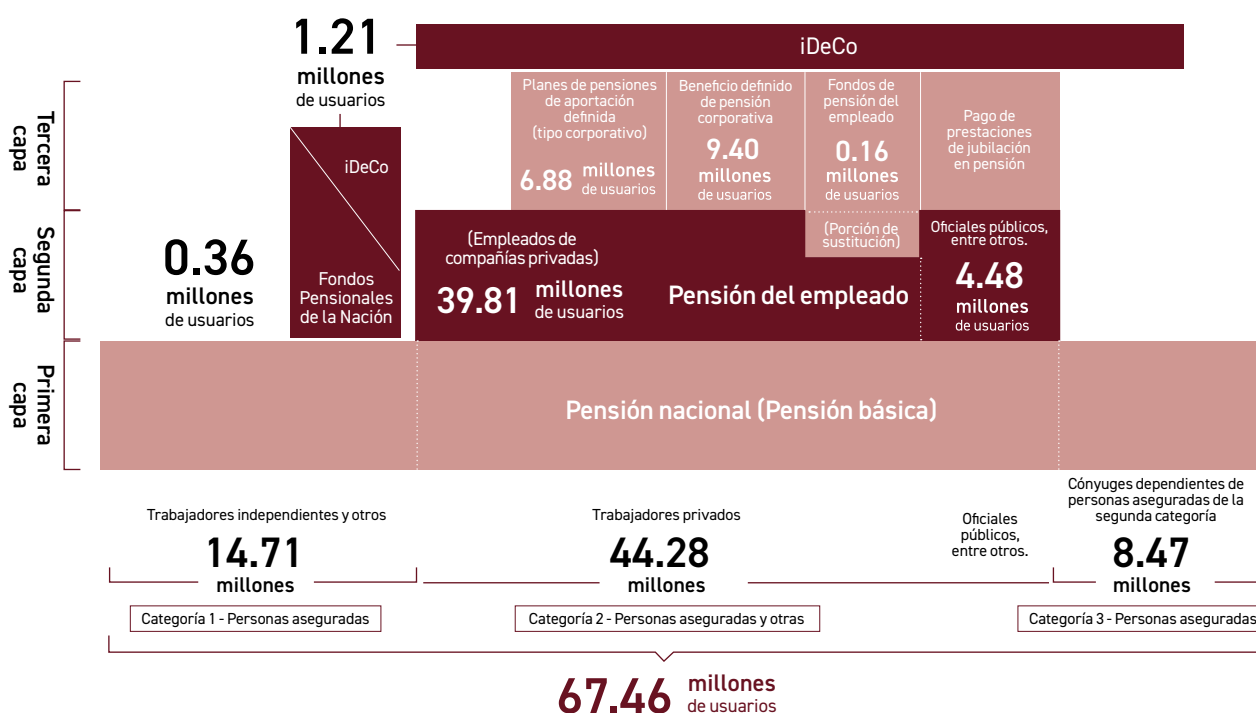 1.21
millones
de usuarios
iDeCo
Tercera
capa
Planes de pensiones
de aportación
definida
(tipo corporativo)
6.88 millones
de usuarios
Beneficio definido
de pensión
corporativa
9.40
millones
de usuarios
Fondos
de pensión del
empleado
0.16
millones
de usuarios
Pago de
prestaciones
de jubilación
en pensión
iDeCo
Segunda
capa
0.36
millones
de usuarios
Fondos
Pensionales
de la Nación
(Empleados de
compañías privadas)
39.81 millones
de usuarios
Pensión del empleado
(Porción de
sustitución)
Oficiales públicos,
entre otros.
4.48
millones
de usuarios
Primera
capa
Pensión nacional (Pensión básica)
Trabajadores independientes y otros
14.71
millones
Categoría 1 - Personas aseguradas
Trabajadores privados
44.28
millones
Categoría 2 - Personas aseguradas y otras
Oficiales
públicos,
entre otros.
Cónyuges dependientes de
personas aseguradas de la
segunda categoría
8.47
millones
Categoría 3 - Personas aseguradas
67.46 millones
de usuarios